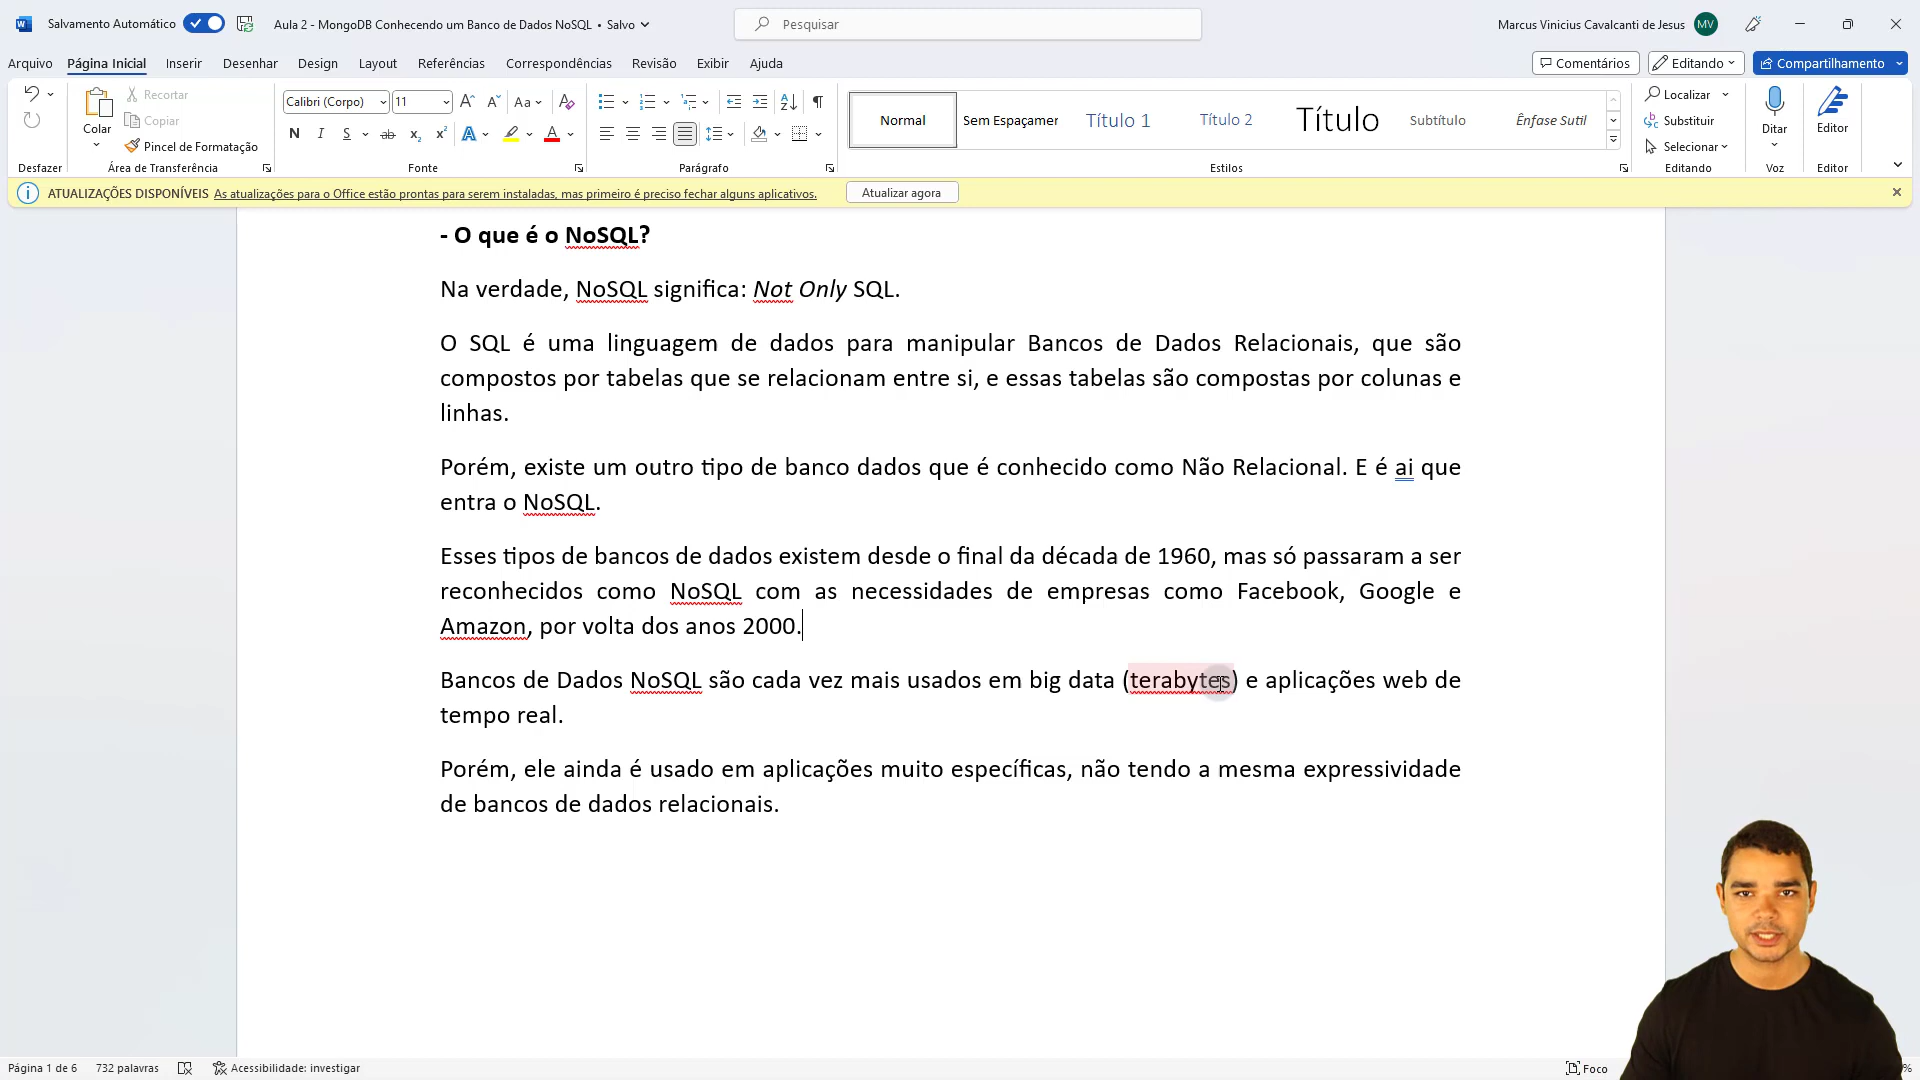 Salvamento Automático
Aula 2 - MongoDB Conhecendo um Banco de Dados NoSQL • Salvo
Pesquisar
Marcus Vinicius Cavalcanti de Jesus
MV
Arquivo
Página Inicial
Inserir
Desenhar
Design
Layout
Referências
Correspondências
Revisão
Exibir
Ajuda
Comentários
Editando
Compartilhamento
Colar
Recortar
Copiar
Pincel de Formatação
Calibri (Corpo)
11
Normal
Sem Espaçamer
Título 1
Título 2
Título
Subtítulo
Ênfase Sutil
Localizar
Substituir
Selecionar
Ditar
Editor
Desfazer
Área de Transferência
Fonte
Parágrafo
Estilos
Editando
Voz
Editor
ATUALIZAÇÕES DISPONÍVEIS As atualizações para o Office estão prontas para serem instaladas, mas primeiro é preciso fechar alguns aplicativos.
Atualizar agora
- O que é o NoSQL?
Na verdade, NoSQL significa: Not Only SQL.
O SQL é uma linguagem de dados para manipular Bancos de Dados Relacionais, que são
compostos por tabelas que se relacionam entre si, e essas tabelas são compostas por colunas e
linhas.
Porém, existe um outro tipo de banco dados que é conhecido como Não Relacional. E é ai que
entra o NoSQL.
Esses tipos de bancos de dados existem desde o final da década de 1960, mas só passaram a ser
reconhecidos como NoSQL com as necessidades de empresas como Facebook, Google e
Amazon, por volta dos anos 2000.
Bancos de Dados NoSQL são cada vez mais usados em big data (terabytes) e aplicações web de
tempo real.
Porém, ele ainda é usado em aplicações muito específicas, não tendo a mesma expressividade
de bancos de dados relacionais.
Página 1 de 6
732 palavras
Acessibilidade: investigar
Foco
%